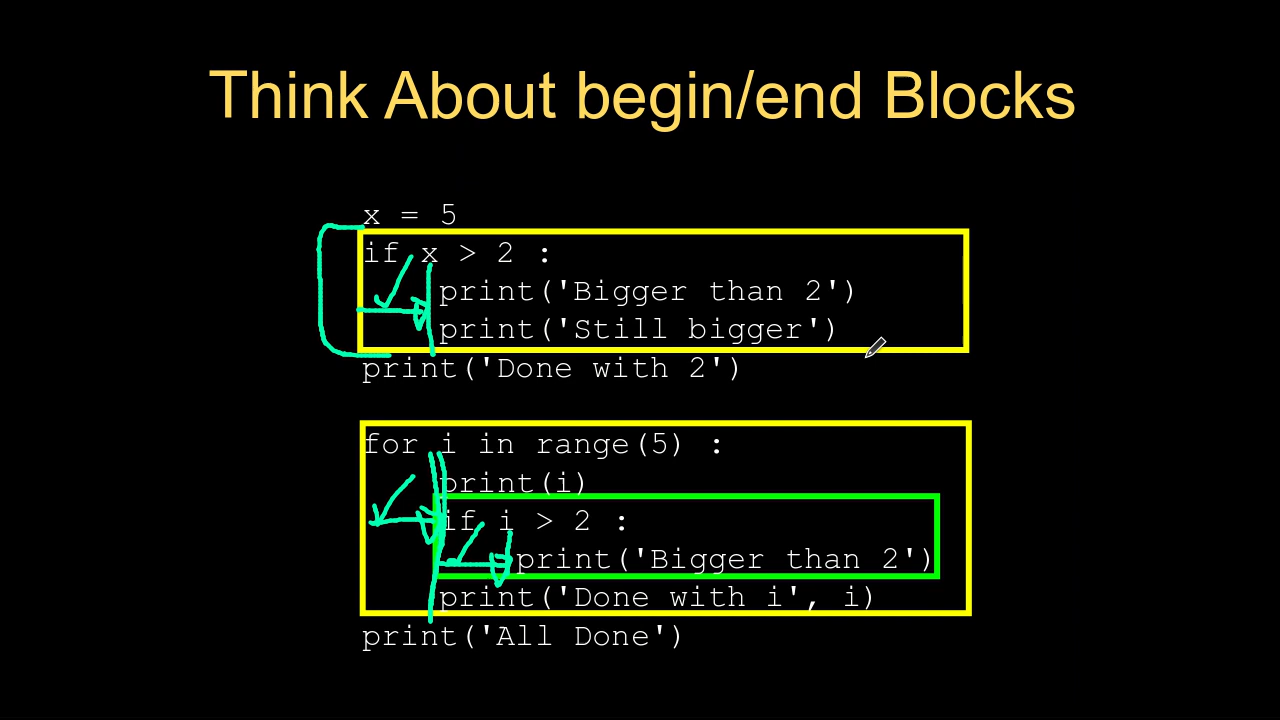 Think About begin/end Blocks
x = 5
if x > 2 :
    print('Bigger than 2')
    print('Still bigger')
print('Done with 2')
for i in range(5) :
    print(i)
    if i > 2 :
        print('Bigger than 2')
    print('Done with i', i)
print('All Done')